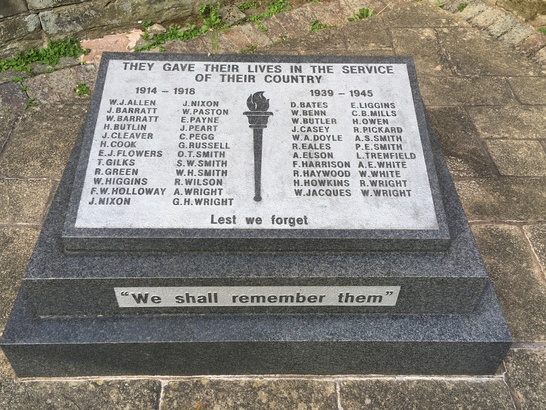 THEY GAVE THEIR LIVES IN THE SERVICE
OF THEIR COUNTRY
1914 – 1918
W.J.ALLEN
J.BARRATT
W.BARRATT
H.BUTLIN
J.CLEAVER
H.COOK
E.J.FLOWERS
T.GILKS
R.GREEN
W.HIGGINS
F.W.HOLLOWAY
J.NIXON
J.NIXON
W.PASTON
E.PAYNE
J.PEART
C.PEGG
G.RUSSELL
O.T.SMITH
S.W.SMITH
W.H.SMITH
R.WILSON
A.WRIGHT
G.H.WRIGHT
1939 – 1945
D.BATES
W.BENN
W.BUTLER
J.CASEY
W.A.DOYLE
R.EALES
A.ELSON
F.HARRISON
R.HAYWOOD
H.HOWKINS
W.JACQUES
E.LIGGINS
C.B.MILLS
H.OWEN
R.PICKARD
A.S.SMITH
P.E.SMITH
L.TRENFIELD
A.E.WHITE
W.WHITE
R.WRIGHT
W.WRIGHT
Lest we forget
"We shall remember them"